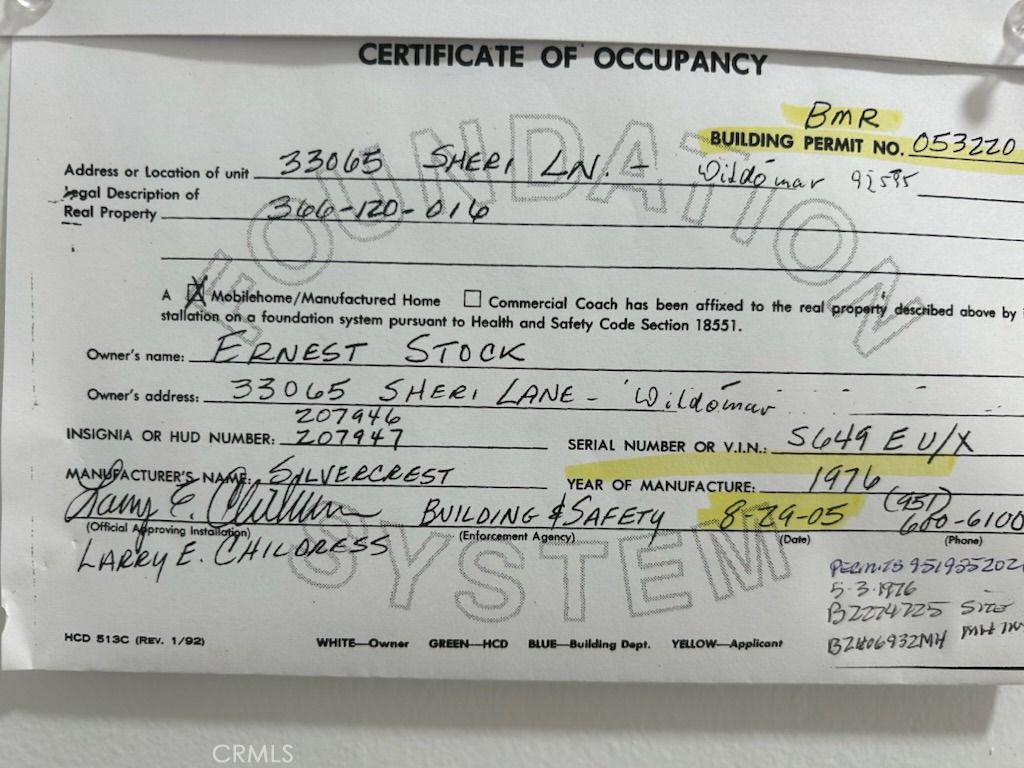 CERTIFICATE OF OCCUPANCY
FOUNDATION
BMR
BUILDING PERMIT NO. 053220
Address or Location of unit 33065 SHERI LN. - Wildomar 92595
Legal Description of
Real Property 366-120-016
A X Mobilehome/Manufactured Home ☐ Commercial Coach has been affixed to the real property described above by
stallation on a foundation system pursuant to Health and Safety Code Section 18551.
Owner's name: ERNEST STOCK
Owner's address: 33065 SHERI LANE - Wildomar
207946
INSIGNIA OR HUD NUMBER: 207947 SERIAL NUMBER OR V.I.N.: S649 E U/X
MANUFACTURER'S NAME: SILVERCREST YEAR OF MANUFACTURE: 1976
Larry E. Childress BUILDING & SAFETY 8-29-05 (951) 600-6100
(Official Approving Installation) (Enforcement Agency) (Date) (Phone)
LARRY E. CHILDRESS
SYSTEM
PERMITS 951955202
5-3-1976
SITE
HCD 513C (REV. 1/92) WHITE—Owner GREEN—HCD BLUE—Building Dept. YELLOW—Applicant
CRMLS